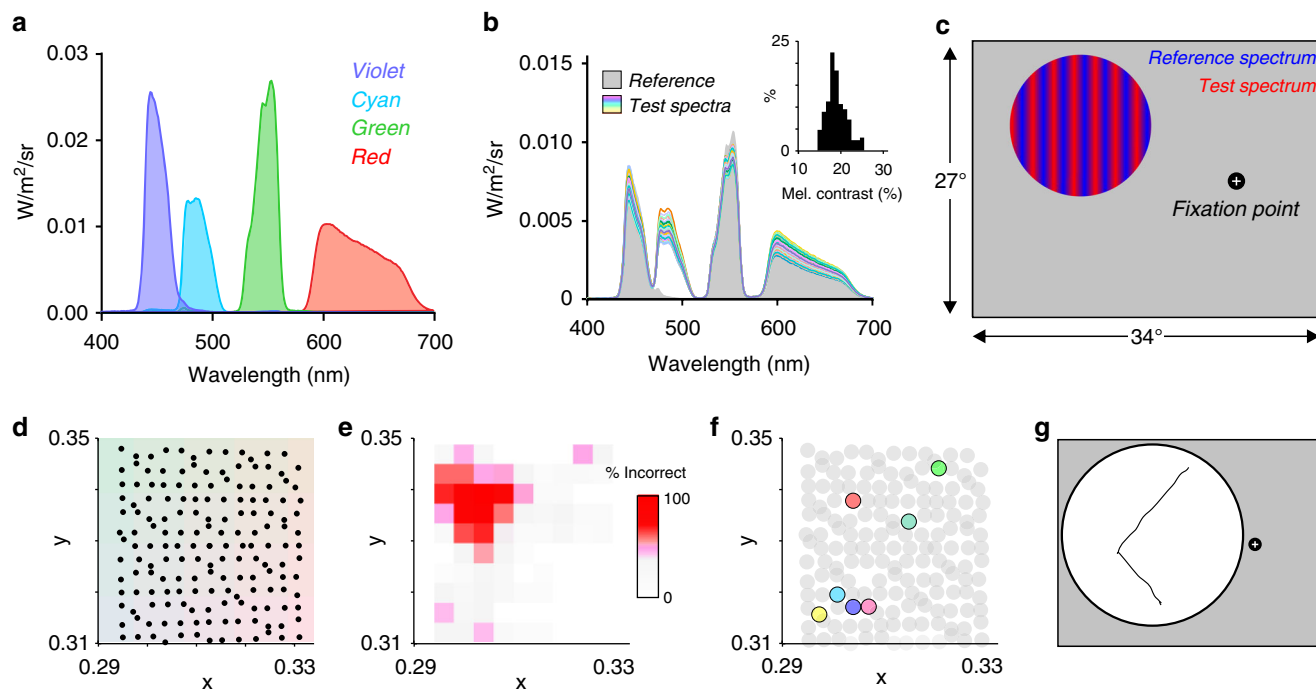 a
0.03
0.02
0.01
0.00
W/m²/sr
400
500
600
700
Wavelength (nm)
Violet
Cyan
Green
Red
b
0.015
0.010
0.005
0
W/m²/sr
400
500
600
700
Wavelength (nm)
Reference
Test spectra
25
0
%
10
20
30
Mel. contrast (%)
c
Reference spectrum
Test spectrum
27°
Fixation point
34°
d
0.35
y
0.31
0.29
x
e
0.35
y
0.31
0.29
x
0.33
% Incorrect
100
0
f
0.35
y
0.31
0.29
x
0.33
g